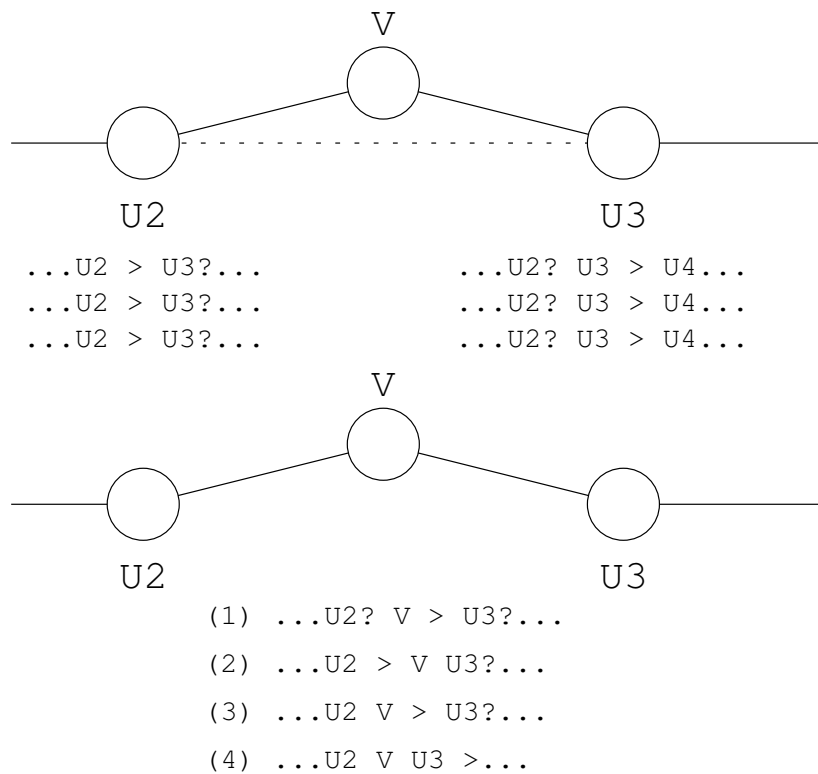 V
U2 U3
...U2 > U3?... ...U2? U3 > U4...
...U2 > U3?... ...U2? U3 > U4...
...U2 > U3?... ...U2? U3 > U4...
V
U2 U3
(1) ...U2? V > U3?...
(2) ...U2 > V U3?...
(3) ...U2 V > U3?...
(4) ...U2 V U3 >...